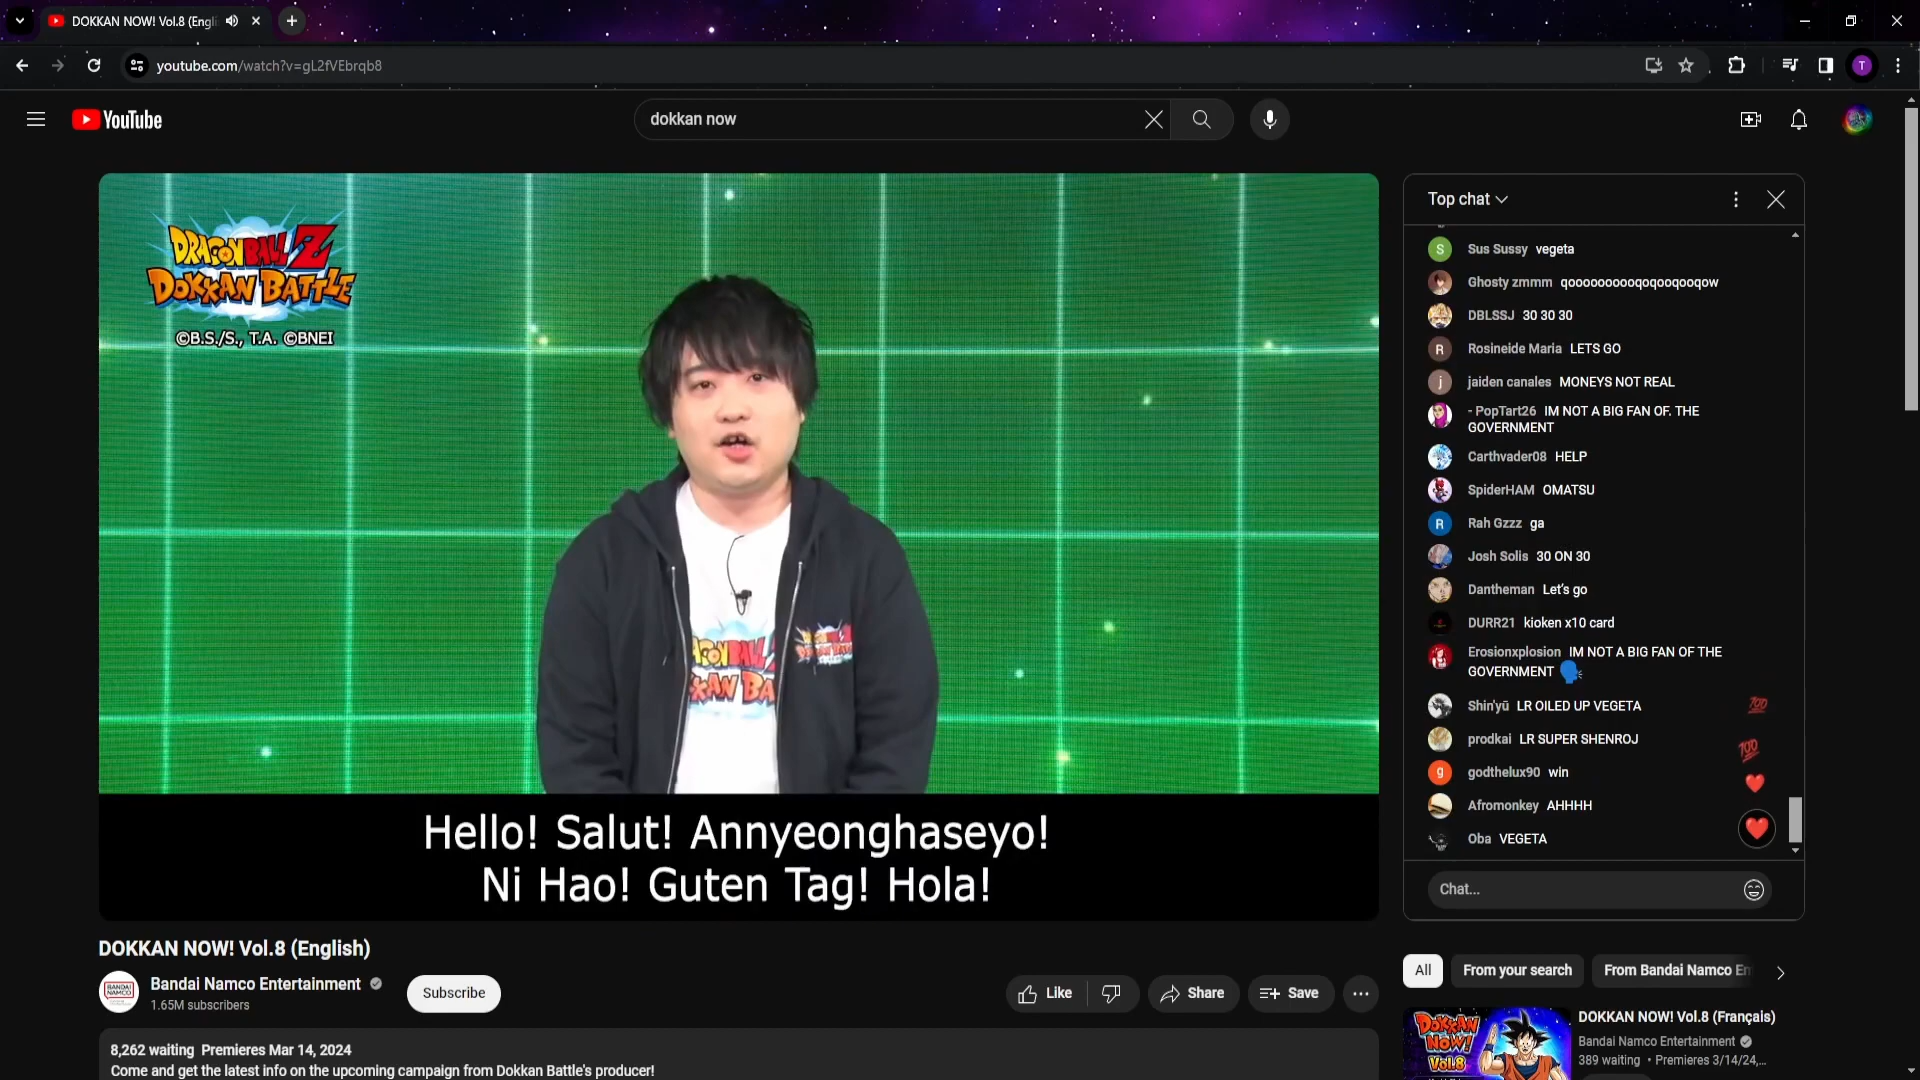 DOKKAN NOW! Vol.8 (Engli
youtube.com/watch?v=gL2fVEbrqb8
T
YouTube
dokkan now
DRAGON BALL Z
DOKKAN BATTLE
©B.S./S., T.A. ©BNEI
Hello! Salut! Annyeonghaseyo!
Ni Hao! Guten Tag! Hola!
Top chat
S Sus Sussy vegeta
Ghosty zmmm qooooooooooqoqooqooqow
DBLSSJ 30 30 30
R Rosineide Maria LETS GO
j jaiden canales MONEYS NOT REAL
- PopTart26 IM NOT A BIG FAN OF. THE
GOVERNMENT
Carthvader08 HELP
SpiderHAM OMATSU
R Rah Gzzz ga
Josh Solis 30 ON 30
Dantheman Let's go
DURR21 kioken x10 card
Erosionxplosion IM NOT A BIG FAN OF THE
GOVERNMENT 🗣
Shin'yū LR OILED UP VEGETA
prodkai LR SUPER SHENROJ
g godthelux90 win
Afromonkey AHHHH
Oba VEGETA
💯
💯
Chat...
DOKKAN NOW! Vol.8 (English)
BANDAI
NAMCO
Bandai Namco Entertainment
1.65M subscribers
Subscribe
Like
Share
Save
8,262 waiting Premieres Mar 14, 2024
Come and get the latest info on the upcoming campaign from Dokkan Battle's producer!
All
From your search
From Bandai Namco En
DOKKAN
NOW!
VOL.8
DOKKAN NOW! Vol.8 (Français)
Bandai Namco Entertainment
389 waiting • Premieres 3/14/24,...